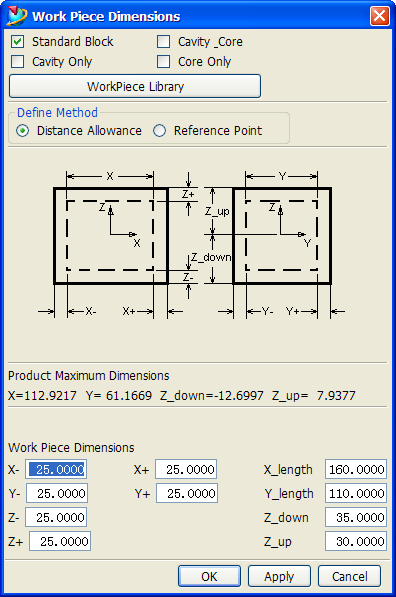 Work Piece Dimensions
Standard Block Cavity _Core
Cavity Only Core Only
WorkPiece Library
Define Method
Distance Allowance Reference Point
X Y
Z+
Z Z_up Z
X Y
Z_down
Z-
X- X+ Y- Y+
Product Maximum Dimensions
X=112.9217 Y= 61.1669 Z_down=-12.6997 Z_up= 7.9377
Work Piece Dimensions
X- 25.0000 X+ 25.0000 X_length 160.0000
Y- 25.0000 Y+ 25.0000 Y_length 110.0000
Z- 25.0000 Z_down 35.0000
Z+ 25.0000 Z_up 30.0000
OK Apply Cancel